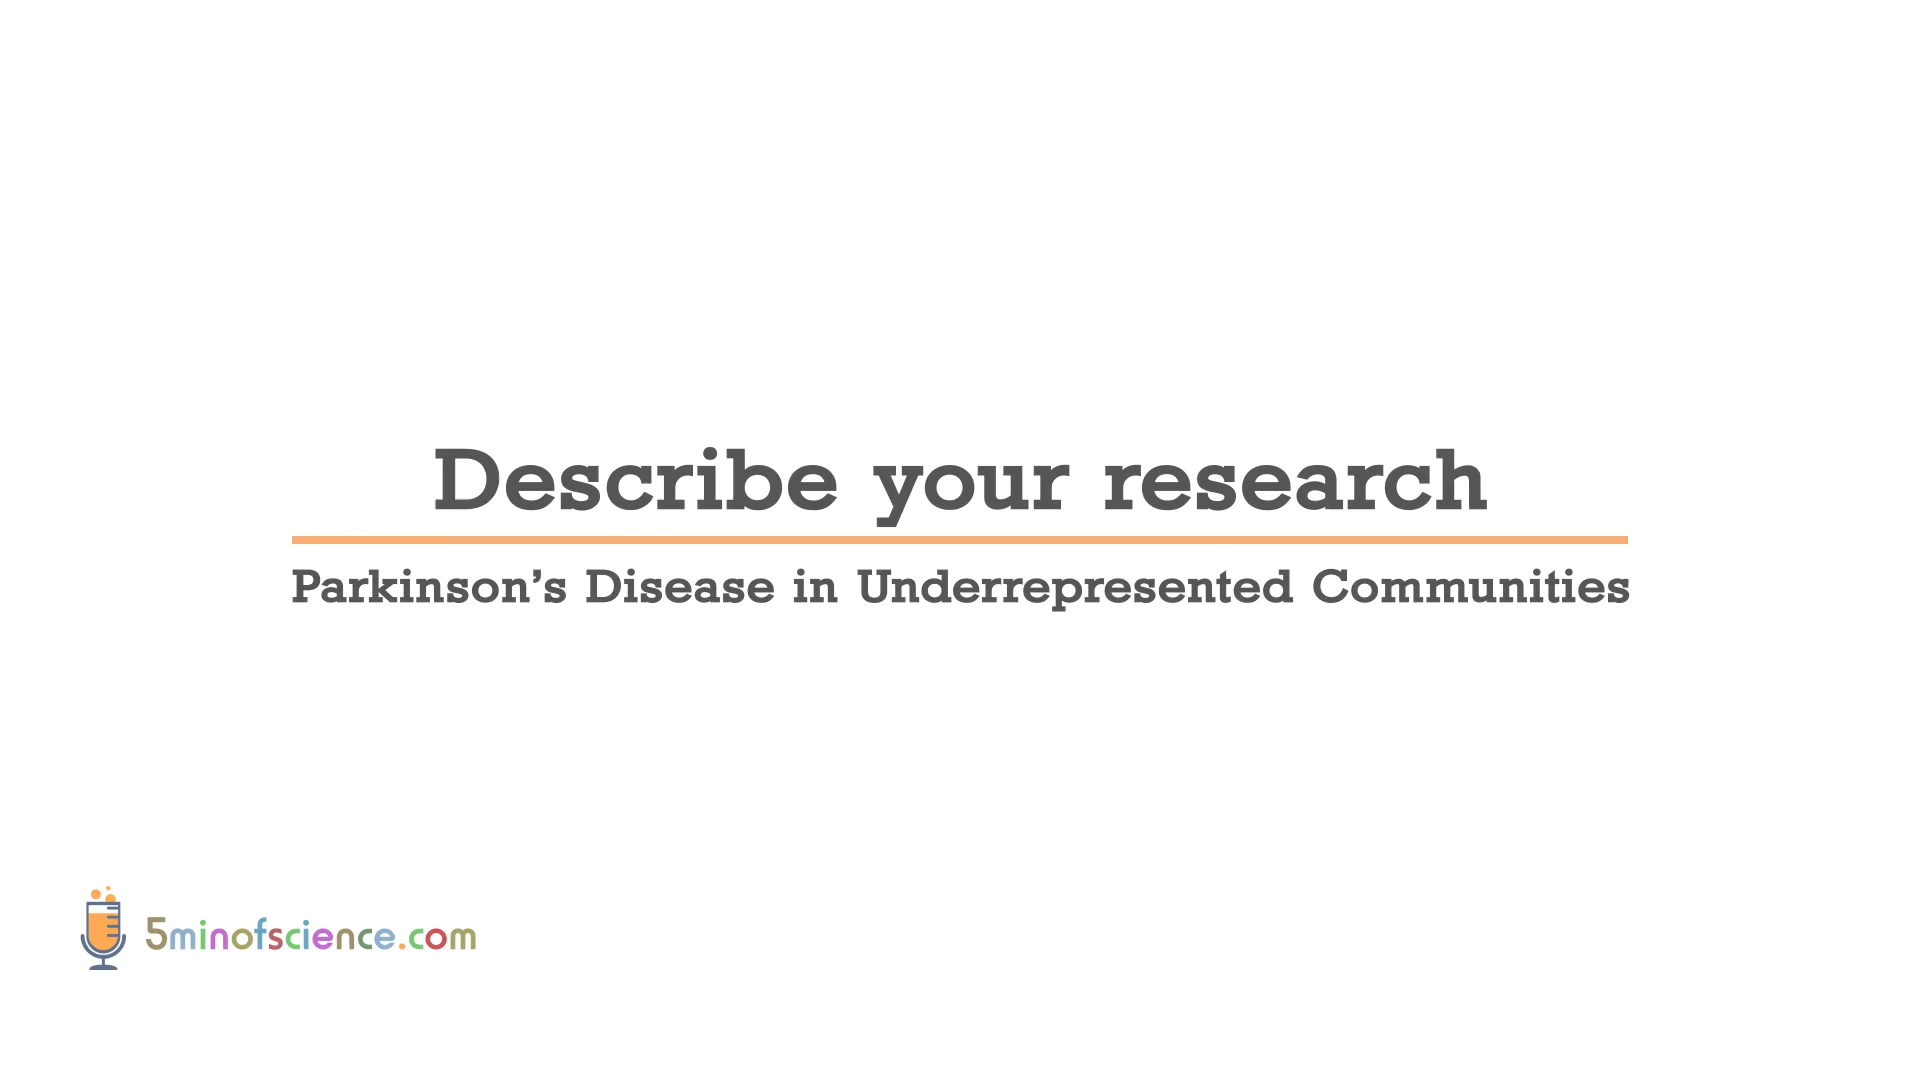 Describe your research
Parkinson’s Disease in Underrepresented Communities
5minofscience.com